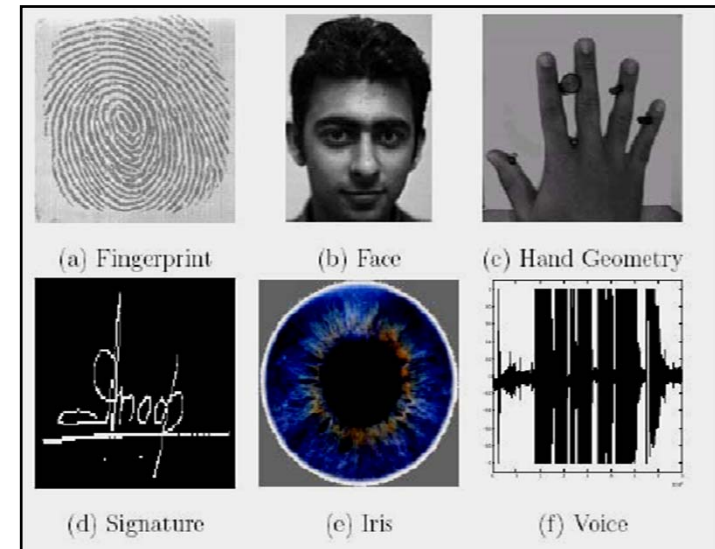 (a) Fingerprint (b) Face (c) Hand Geometry
(d) Signature (e) Iris (f) Voice